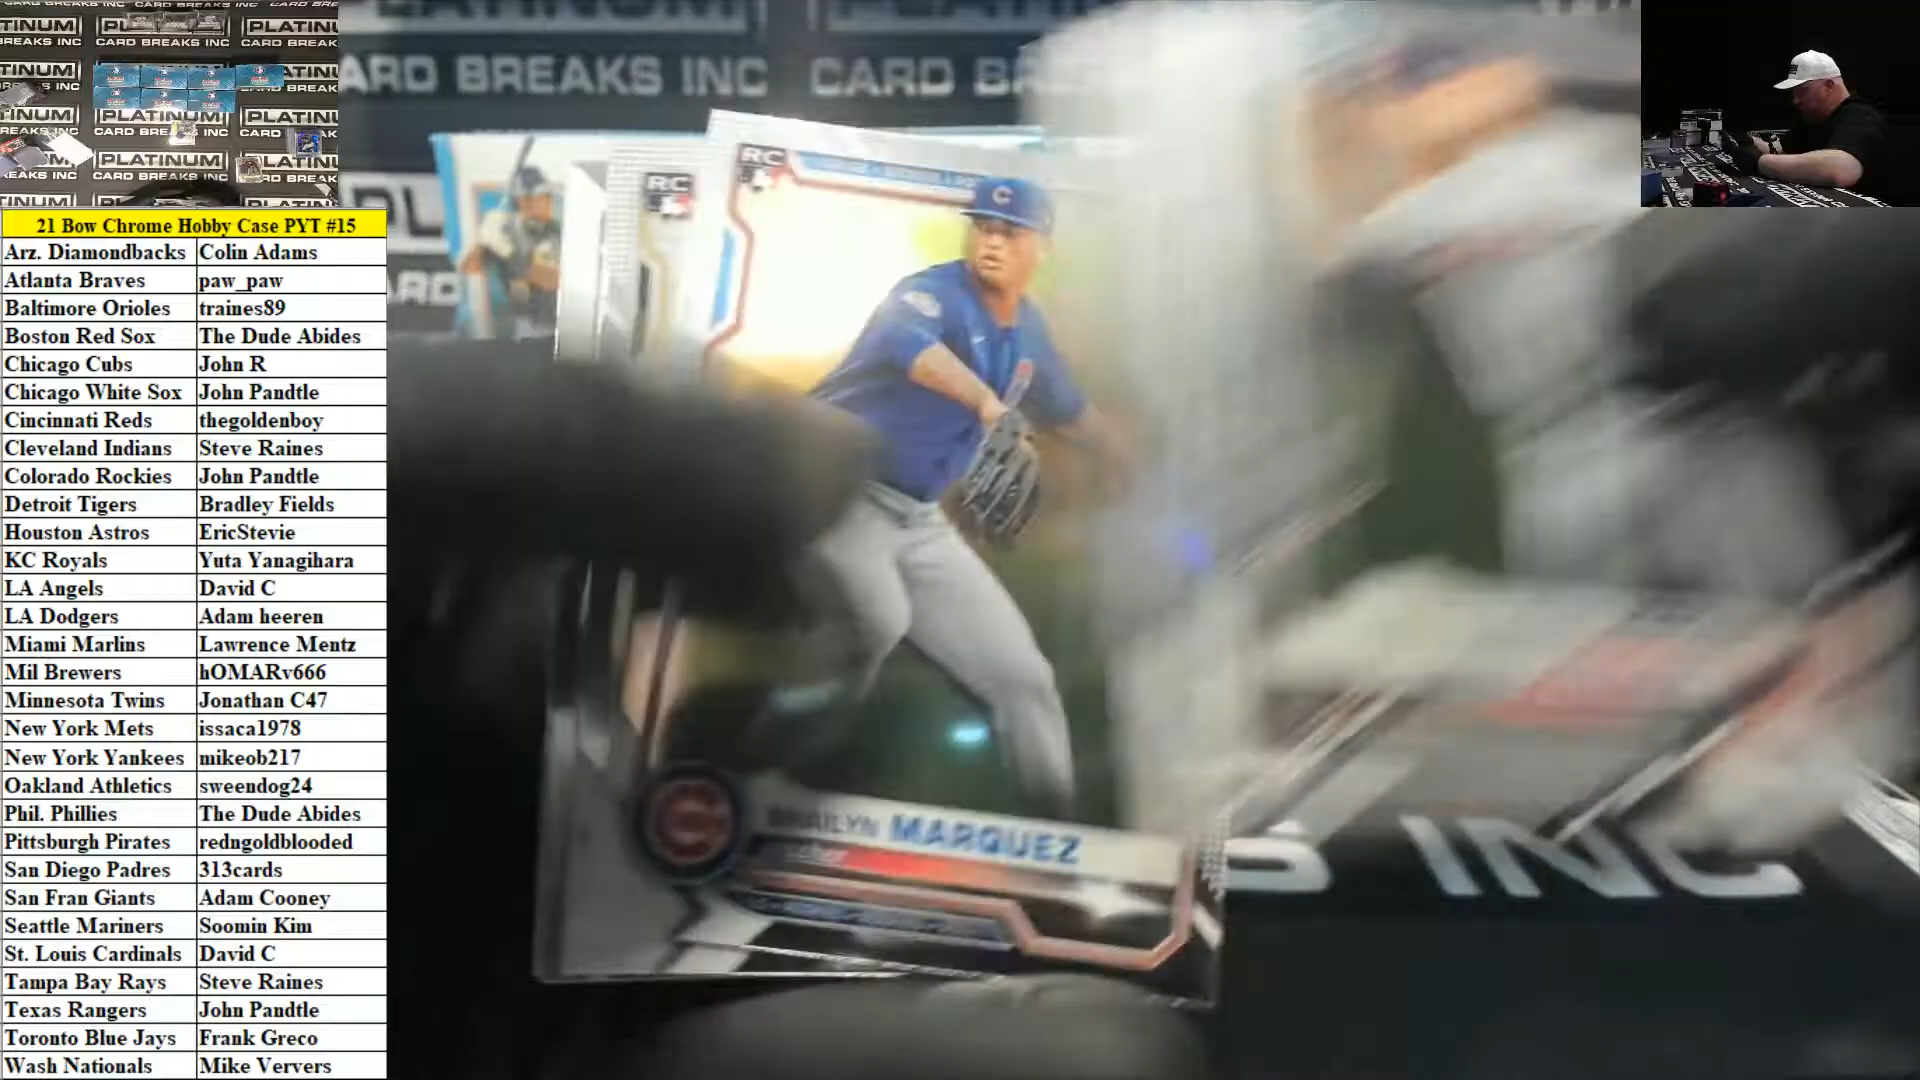 PLATINUM
CARD BREAKS INC
ARD BREAKS INC CARD BR
RC
RC
BRAILYN MARQUEZ
S INC
21 Bow Chrome Hobby Case PYT #15
Arz. Diamondbacks Colin Adams
Atlanta Braves paw_paw
Baltimore Orioles traines89
Boston Red Sox The Dude Abides
Chicago Cubs John R
Chicago White Sox John Pandtle
Cincinnati Reds thegoldenboy
Cleveland Indians Steve Raines
Colorado Rockies John Pandtle
Detroit Tigers Bradley Fields
Houston Astros EricStevie
KC Royals Yuta Yanagihara
LA Angels David C
LA Dodgers Adam heeren
Miami Marlins Lawrence Mentz
Mil Brewers hOMARv666
Minnesota Twins Jonathan C47
New York Mets issaca1978
New York Yankees mikeob217
Oakland Athletics sweendog24
Phil. Phillies The Dude Abides
Pittsburgh Pirates redngoldblooded
San Diego Padres 313cards
San Fran Giants Adam Cooney
Seattle Mariners Soomin Kim
St. Louis Cardinals David C
Tampa Bay Rays Steve Raines
Texas Rangers John Pandtle
Toronto Blue Jays Frank Greco
Wash Nationals Mike Ververs